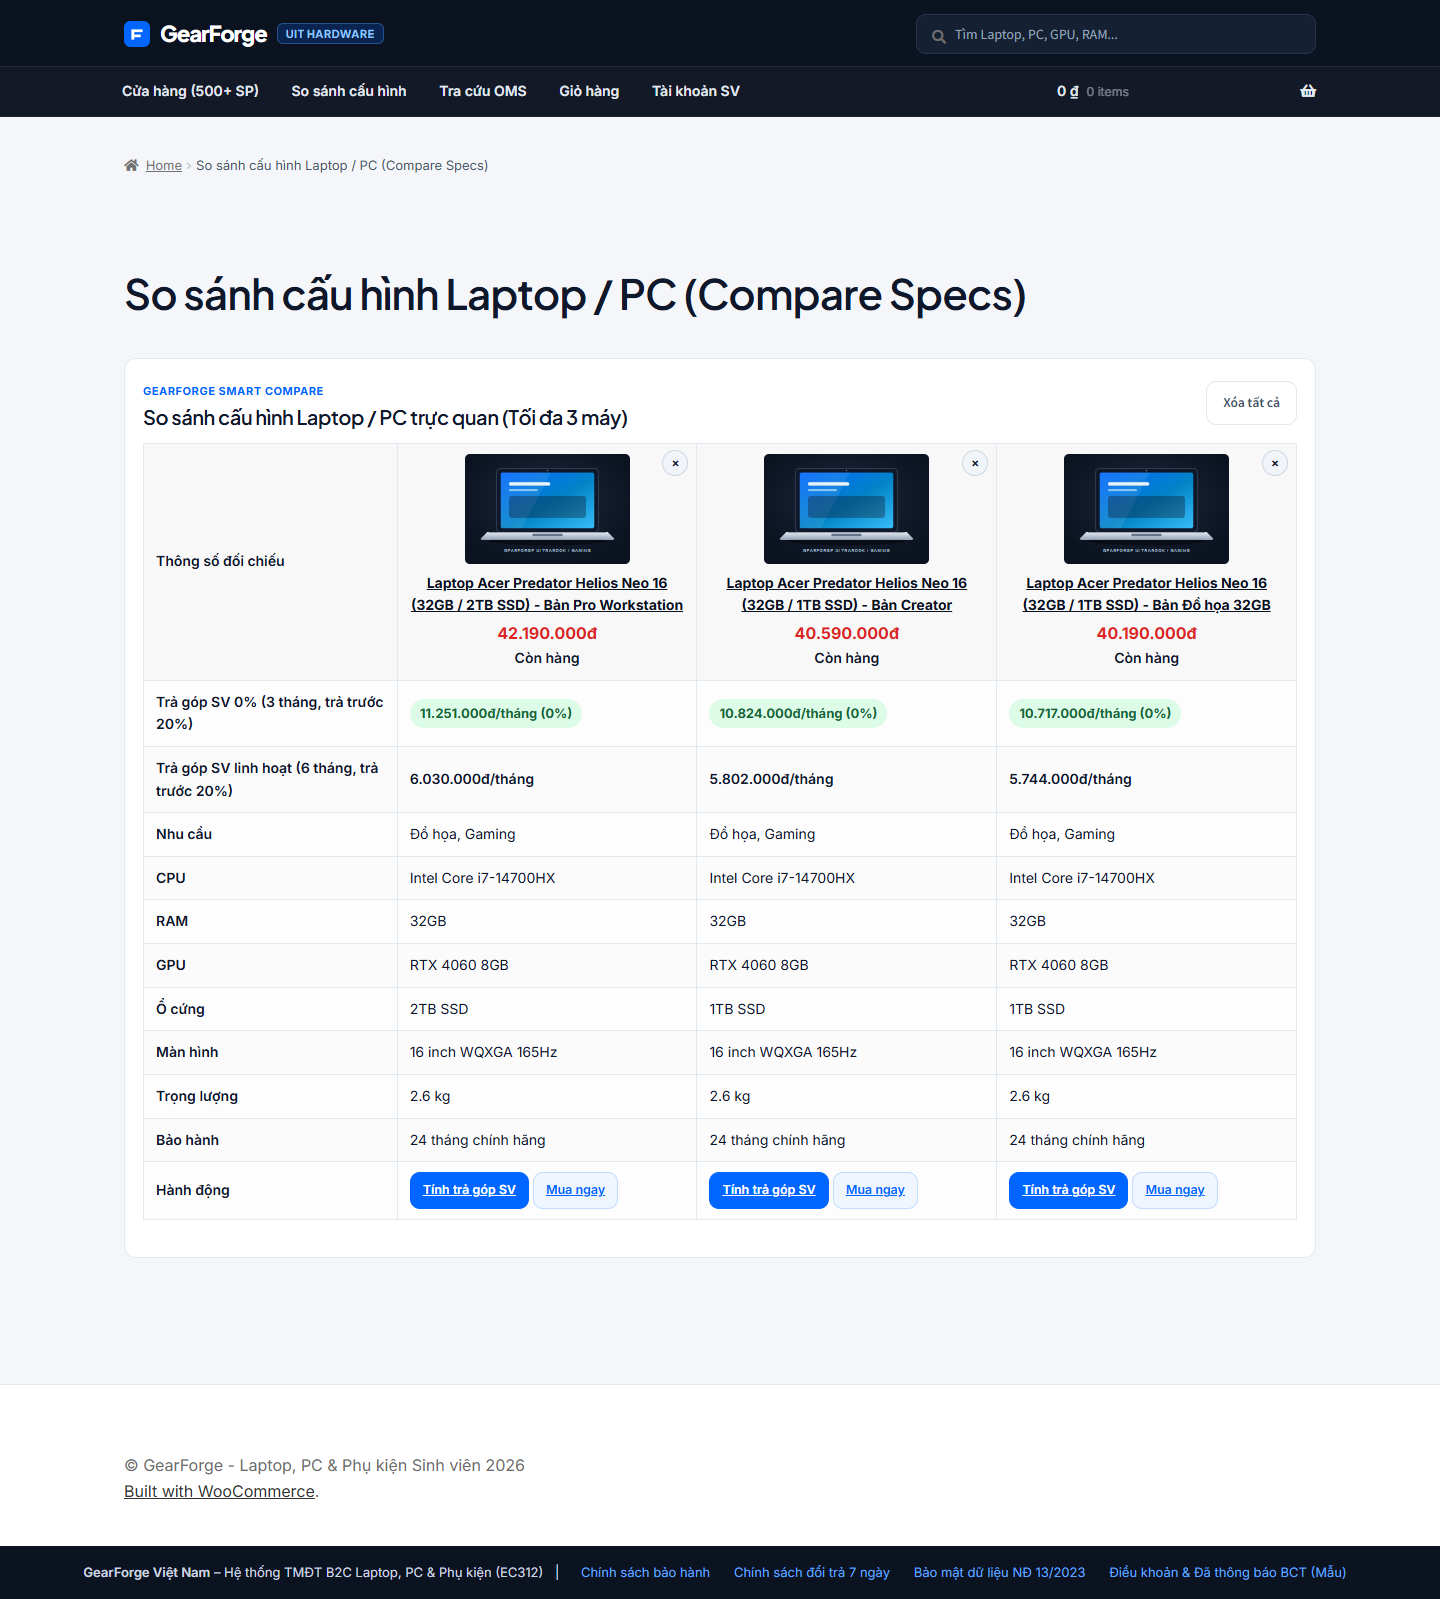 GearForge UIT HARDWARE
Tìm Laptop, PC, GPU, RAM...
Cửa hàng (500+ SP) So sánh cấu hình Tra cứu OMS Giỏ hàng Tài khoản SV 0 ₫ 0 items
Home › So sánh cấu hình Laptop / PC (Compare Specs)
So sánh cấu hình Laptop / PC (Compare Specs)
GEARFORGE SMART COMPARE
So sánh cấu hình Laptop / PC trực quan (Tối đa 3 máy)
Xóa tất cả
Thông số đối chiếu
×
Laptop Acer Predator Helios Neo 16
(32GB / 2TB SSD) - Bản Pro Workstation
42.190.000đ
Còn hàng
×
Laptop Acer Predator Helios Neo 16
(32GB / 1TB SSD) - Bản Creator
40.590.000đ
Còn hàng
×
Laptop Acer Predator Helios Neo 16
(32GB / 1TB SSD) - Bản Đồ họa 32GB
40.190.000đ
Còn hàng
Trả góp SV 0% (3 tháng, trả trước
20%)
11.251.000đ/tháng (0%) 10.824.000đ/tháng (0%) 10.717.000đ/tháng (0%)
Trả góp SV linh hoạt (6 tháng, trả
trước 20%)
6.030.000đ/tháng 5.802.000đ/tháng 5.744.000đ/tháng
Nhu cầu Đồ họa, Gaming Đồ họa, Gaming Đồ họa, Gaming
CPU Intel Core i7-14700HX Intel Core i7-14700HX Intel Core i7-14700HX
RAM 32GB 32GB 32GB
GPU RTX 4060 8GB RTX 4060 8GB RTX 4060 8GB
Ổ cứng 2TB SSD 1TB SSD 1TB SSD
Màn hình 16 inch WQXGA 165Hz 16 inch WQXGA 165Hz 16 inch WQXGA 165Hz
Trọng lượng 2.6 kg 2.6 kg 2.6 kg
Bảo hành 24 tháng chính hãng 24 tháng chính hãng 24 tháng chính hãng
Hành động Tính trả góp SV Mua ngay Tính trả góp SV Mua ngay Tính trả góp SV Mua ngay
© GearForge - Laptop, PC & Phụ kiện Sinh viên 2026
Built with WooCommerce.
GearForge Việt Nam – Hệ thống TMĐT B2C Laptop, PC & Phụ kiện (EC312) | Chính sách bảo hành Chính sách đổi trả 7 ngày Bảo mật dữ liệu NĐ 13/2023 Điều khoản & Đã thông báo BCT (Mẫu)